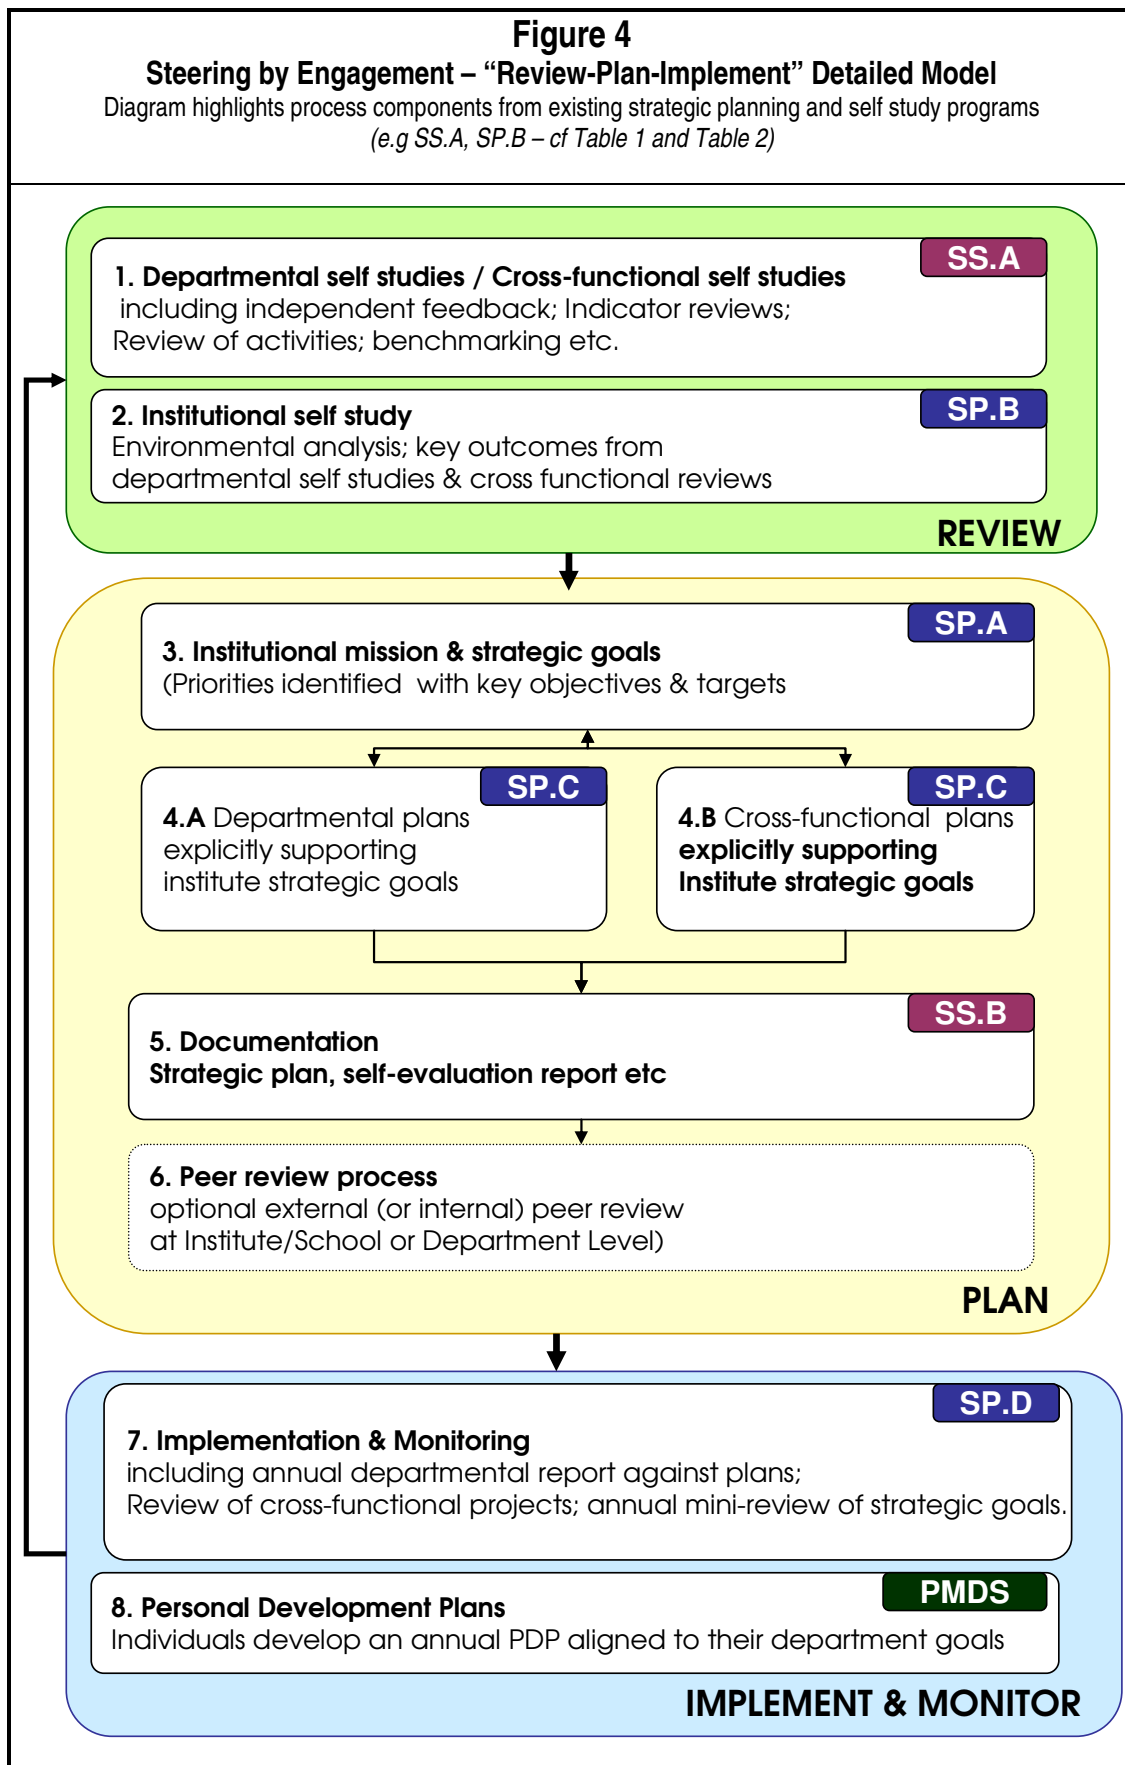 Figure 4
Steering by Engagement – “Review-Plan-Implement” Detailed Model
Diagram highlights process components from existing strategic planning and self study programs
(e.g SS.A, SP.B – cf Table 1 and Table 2)
SS.A
1. Departmental self studies / Cross-functional self studies
including independent feedback; Indicator reviews;
Review of activities; benchmarking etc.
SP.B
2. Institutional self study
Environmental analysis; key outcomes from
departmental self studies & cross functional reviews
REVIEW
SP.A
3. Institutional mission & strategic goals
(Priorities identified with key objectives & targets
SP.C
4.A Departmental plans
explicitly supporting
institute strategic goals
SP.C
4.B Cross-functional plans
explicitly supporting
Institute strategic goals
SS.B
5. Documentation
Strategic plan, self-evaluation report etc
6. Peer review process
optional external (or internal) peer review
at Institute/School or Department Level)
PLAN
SP.D
7. Implementation & Monitoring
including annual departmental report against plans;
Review of cross-functional projects; annual mini-review of strategic goals.
PMDS
8. Personal Development Plans
Individuals develop an annual PDP aligned to their department goals
IMPLEMENT & MONITOR